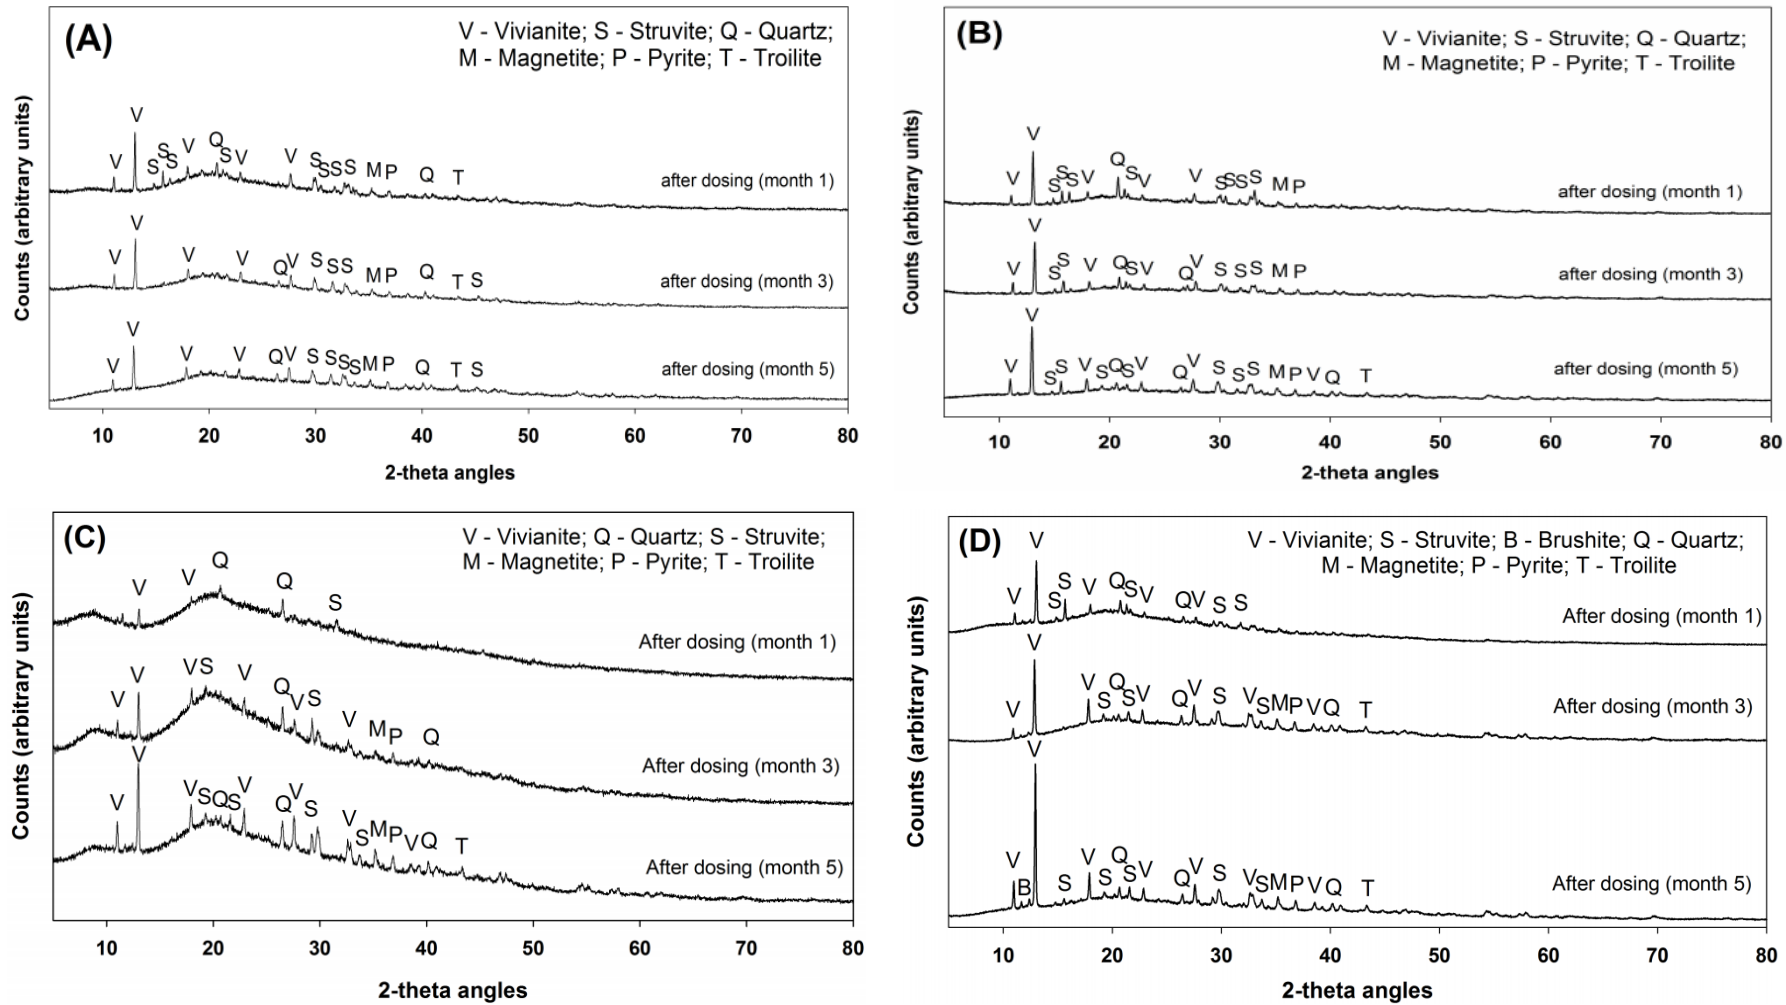 (A)
V - Vivianite; S - Struvite; Q - Quartz;
M - Magnetite; P - Pyrite; T - Troilite
Counts (arbitrary units)
V V S S S V Q S V V S S S S M P Q T
after dosing (month 1)
V V V V Q V S S S M P Q T S
after dosing (month 3)
V V V V Q V S S S S M P Q T S
after dosing (month 5)
10 20 30 40 50 60 70 80
2-theta angles
(B)
V - Vivianite; S - Struvite; Q - Quartz;
M - Magnetite; P - Pyrite; T - Troilite
Counts (arbitrary units)
V V S S S V Q S V V S S S S M P
after dosing (month 1)
V V S S V Q S V Q V S S S M P
after dosing (month 3)
V V S S V S Q S V Q V S S S M P V Q T
after dosing (month 5)
10 20 30 40 50 60 70 80
2-theta angles
(C)
V - Vivianite; Q - Quartz; S - Struvite;
M - Magnetite; P - Pyrite; T - Troilite
Counts (arbitrary units)
V V Q Q S
After dosing (month 1)
V V V S V Q V S V M P Q
After dosing (month 3)
V V V S Q S V Q V S V S M P V Q T
After dosing (month 5)
10 20 30 40 50 60 70 80
2-theta angles
(D)
V - Vivianite; S - Struvite; B - Brushite; Q - Quartz;
M - Magnetite; P - Pyrite; T - Troilite
Counts (arbitrary units)
V V S S V Q S V Q V S S
After dosing (month 1)
V V V S Q S V Q V S V S M P V Q T
After dosing (month 3)
V B V S V S Q S V Q V S V S M P V Q T
After dosing (month 5)
10 20 30 40 50 60 70 80
2-theta angles